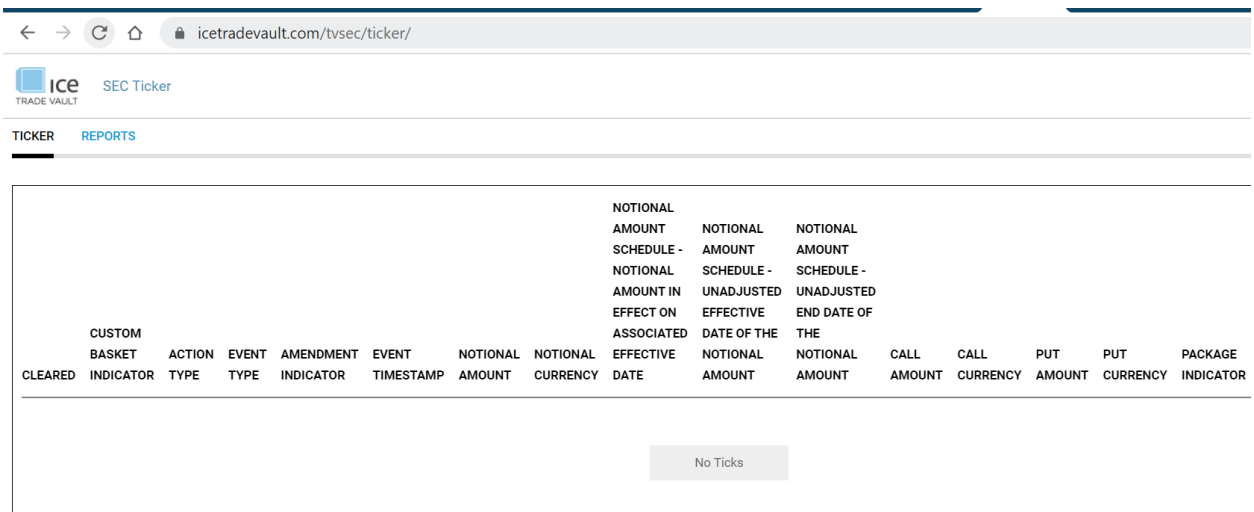 icetradevault.com/tvsec/ticker/
ice
TRADE VAULT
SEC Ticker
TICKER REPORTS
CLEARED
CUSTOM
BASKET
INDICATOR
ACTION
TYPE
EVENT
TYPE
AMENDMENT
INDICATOR
EVENT
TIMESTAMP
NOTIONAL
AMOUNT
NOTIONAL
CURRENCY
NOTIONAL
AMOUNT
SCHEDULE -
NOTIONAL
AMOUNT IN
EFFECT ON
ASSOCIATED
EFFECTIVE
DATE
NOTIONAL
AMOUNT
SCHEDULE -
UNADJUSTED
EFFECTIVE
DATE OF THE
NOTIONAL
AMOUNT
NOTIONAL
AMOUNT
SCHEDULE -
UNADJUSTED
END DATE OF
THE
NOTIONAL
AMOUNT
CALL
AMOUNT
CALL
CURRENCY
PUT
AMOUNT
PUT
CURRENCY
PACKAGE
INDICATOR
No Ticks